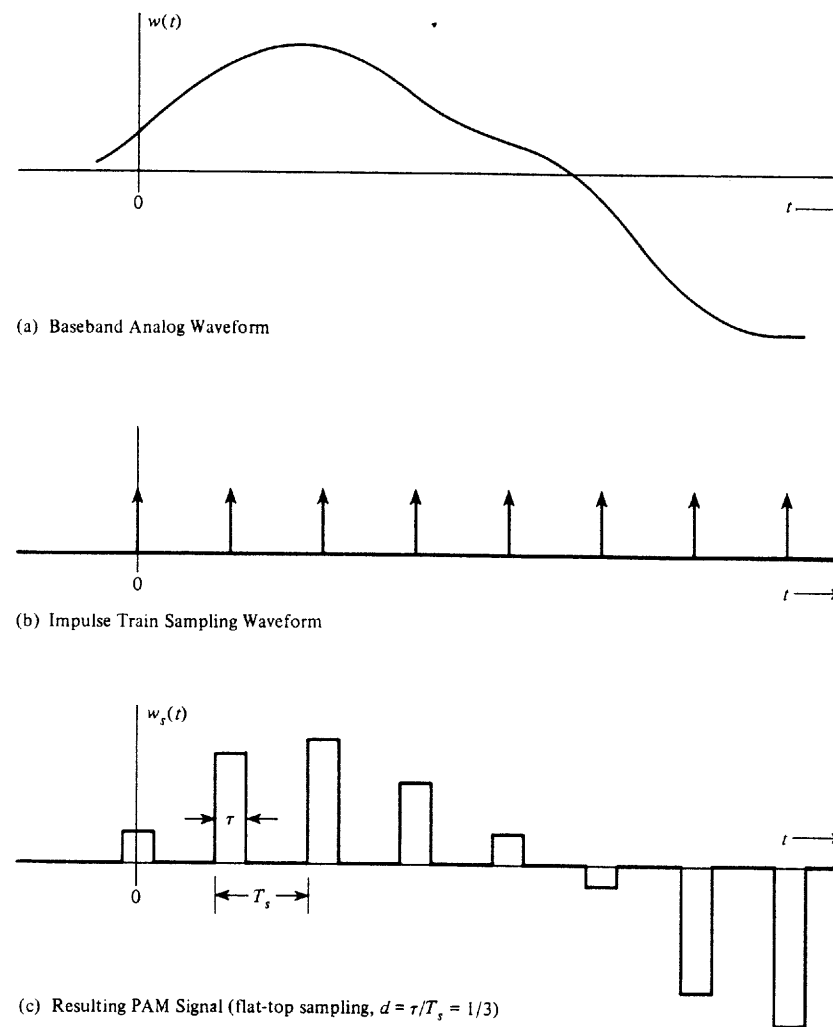 w(t)
0
t
(a) Baseband Analog Waveform
0
t
(b) Impulse Train Sampling Waveform
w_s(t)
τ
t
0
T_s
(c) Resulting PAM Signal (flat-top sampling, d = τ/T_s = 1/3)